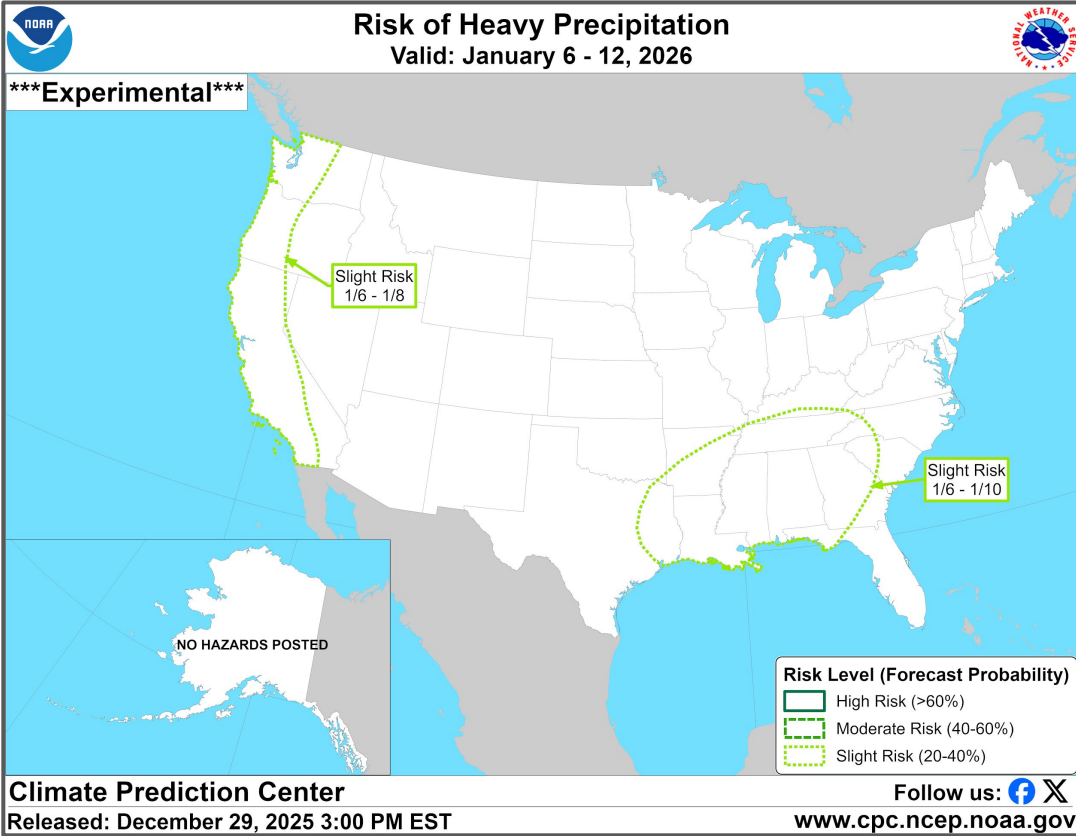 NOAA
Risk of Heavy Precipitation
Valid: January 6 - 12, 2026
NATIONAL WEATHER SERVICE
***Experimental***
Slight Risk
1/6 - 1/8
Slight Risk
1/6 - 1/10
NO HAZARDS POSTED
Risk Level (Forecast Probability)
High Risk (>60%)
Moderate Risk (40-60%)
Slight Risk (20-40%)
Climate Prediction Center
Follow us:
Released: December 29, 2025 3:00 PM EST
www.cpc.ncep.noaa.gov